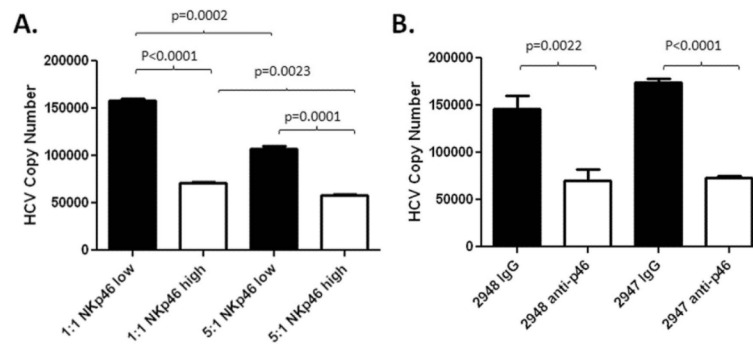 A.
p=0.0002
P<0.0001
p=0.0023
p=0.0001
HCV Copy Number
200000
150000
100000
50000
0
1:1 NKp46 low
1:1 NKp46 high
5:1 NKp46 low
5:1 NKp46 high
B.
p=0.0022
P<0.0001
HCV Copy Number
200000
150000
100000
50000
0
2948 IgG
2948 anti-p46
2947 IgG
2947 anti-p46